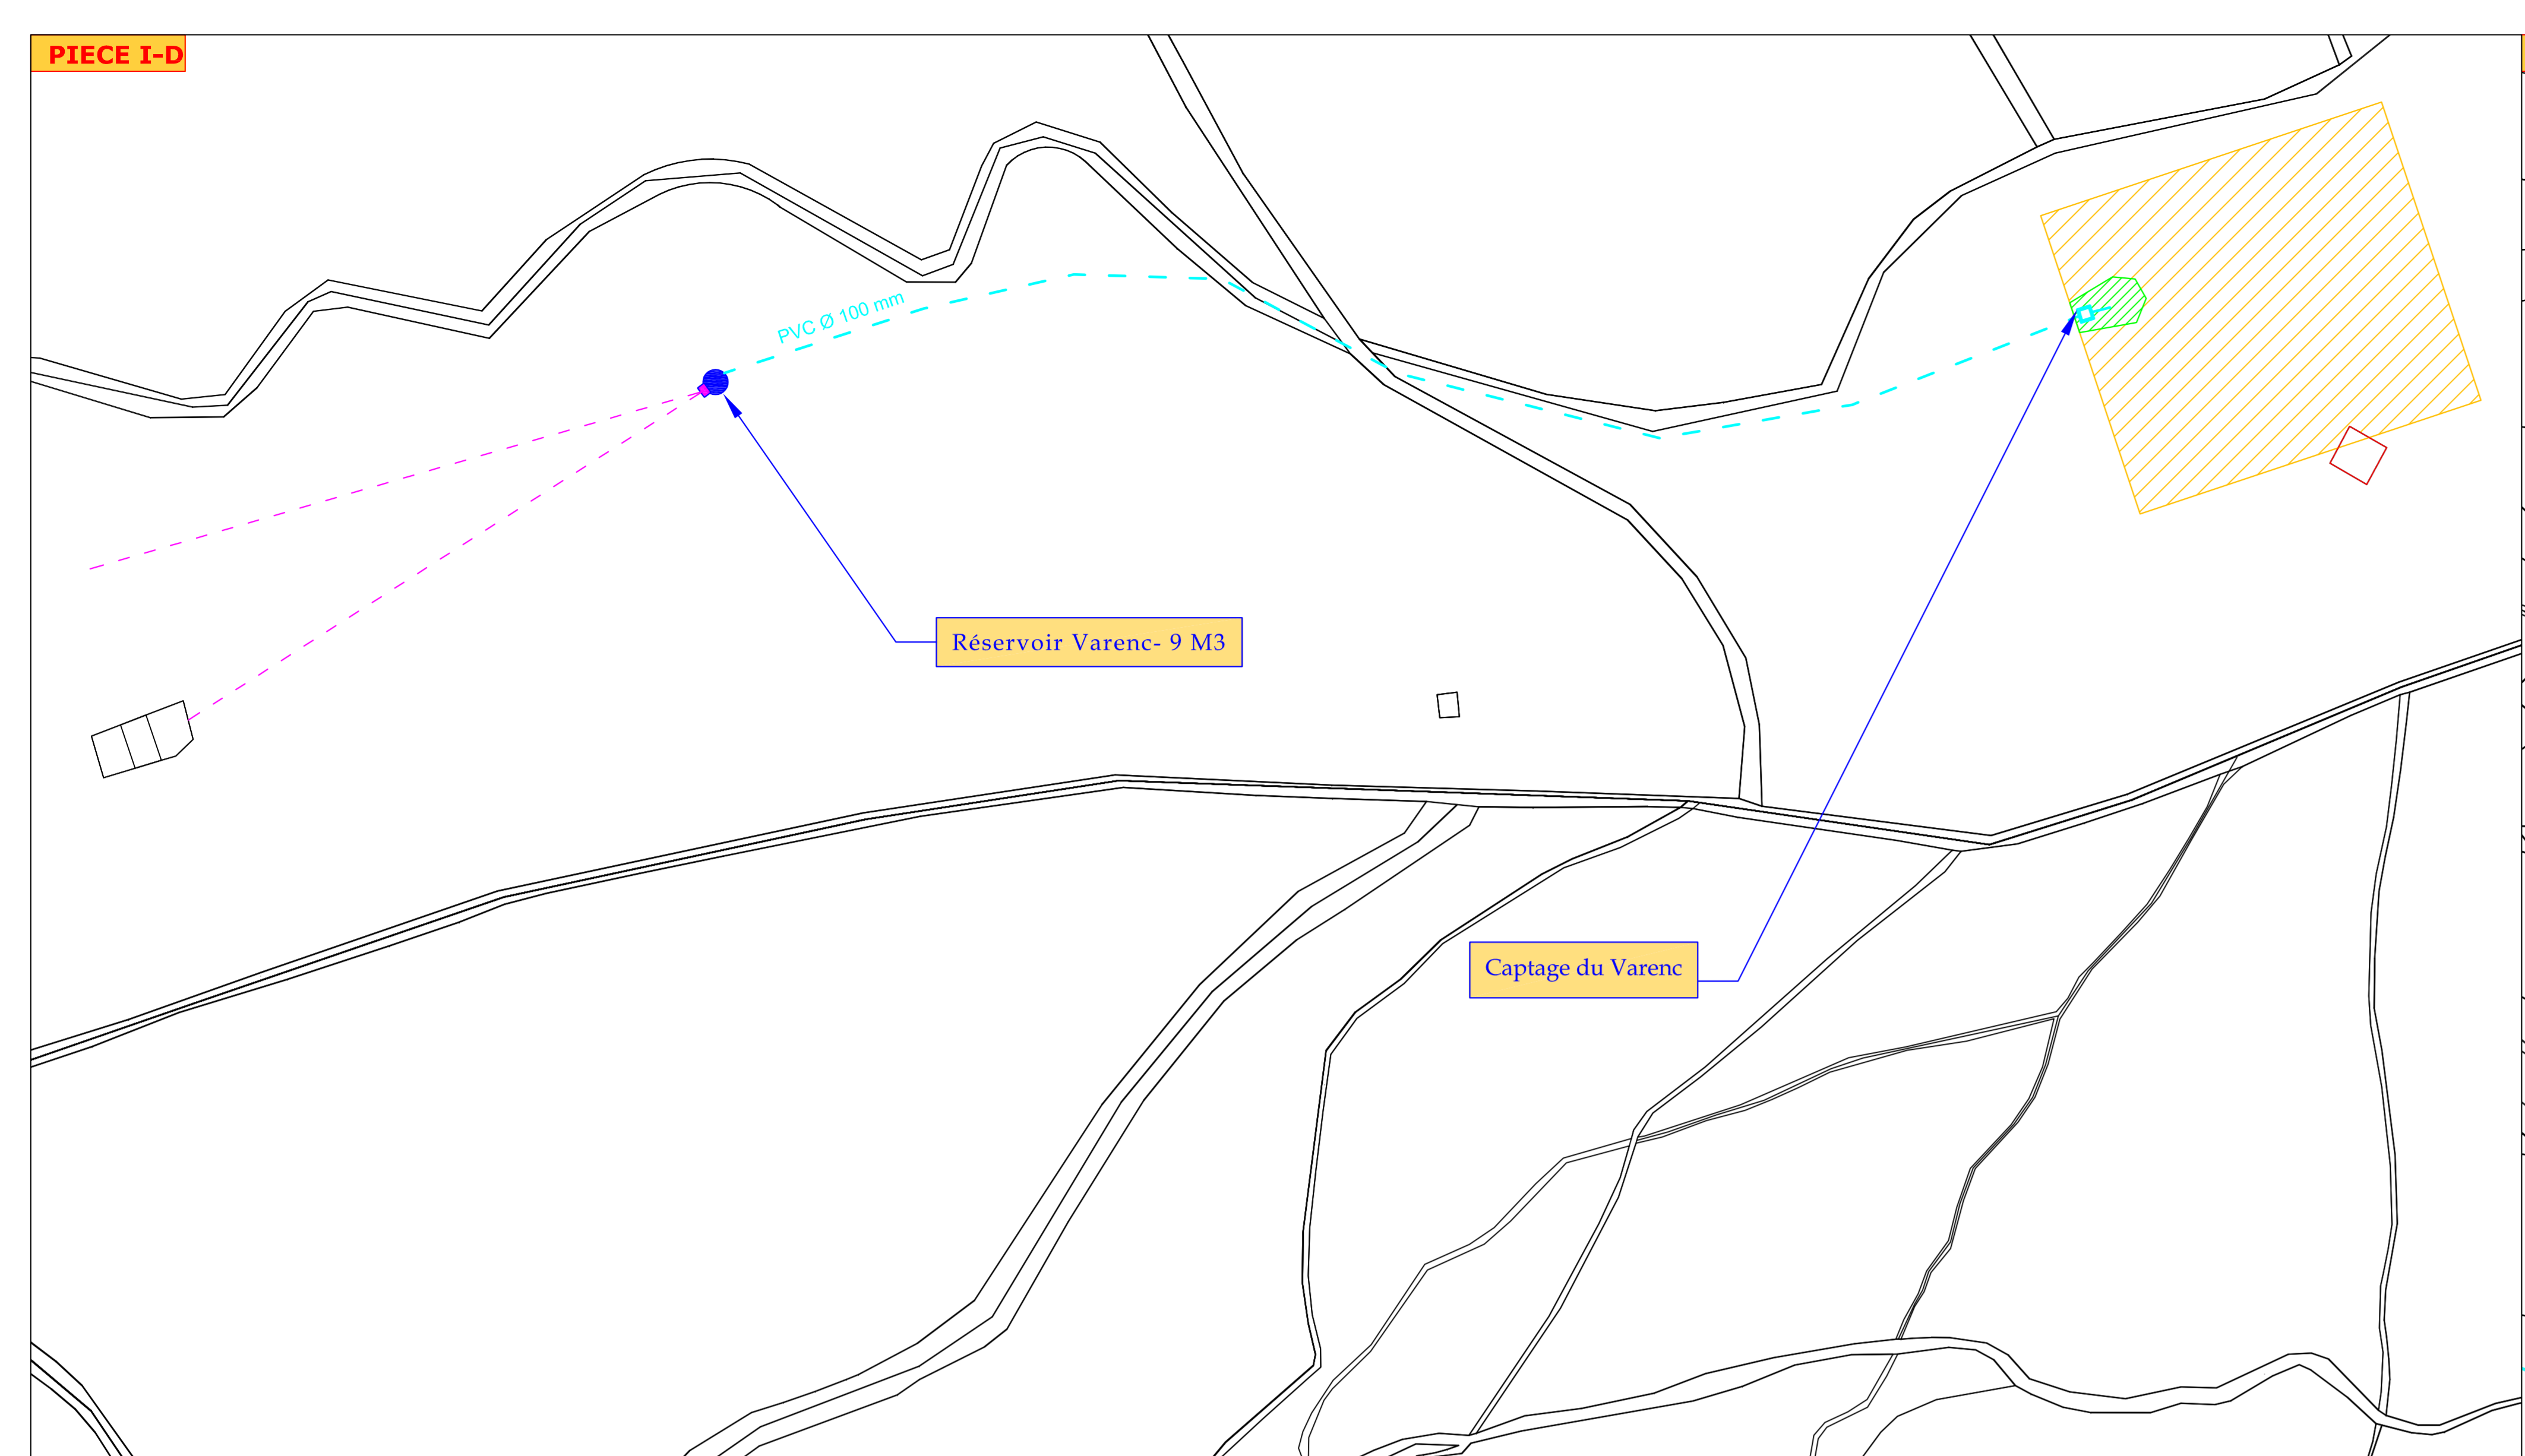 PIECE I-D
PVC Ø 100 mm
Réservoir Varenc- 9 M3
Captage du Varenc